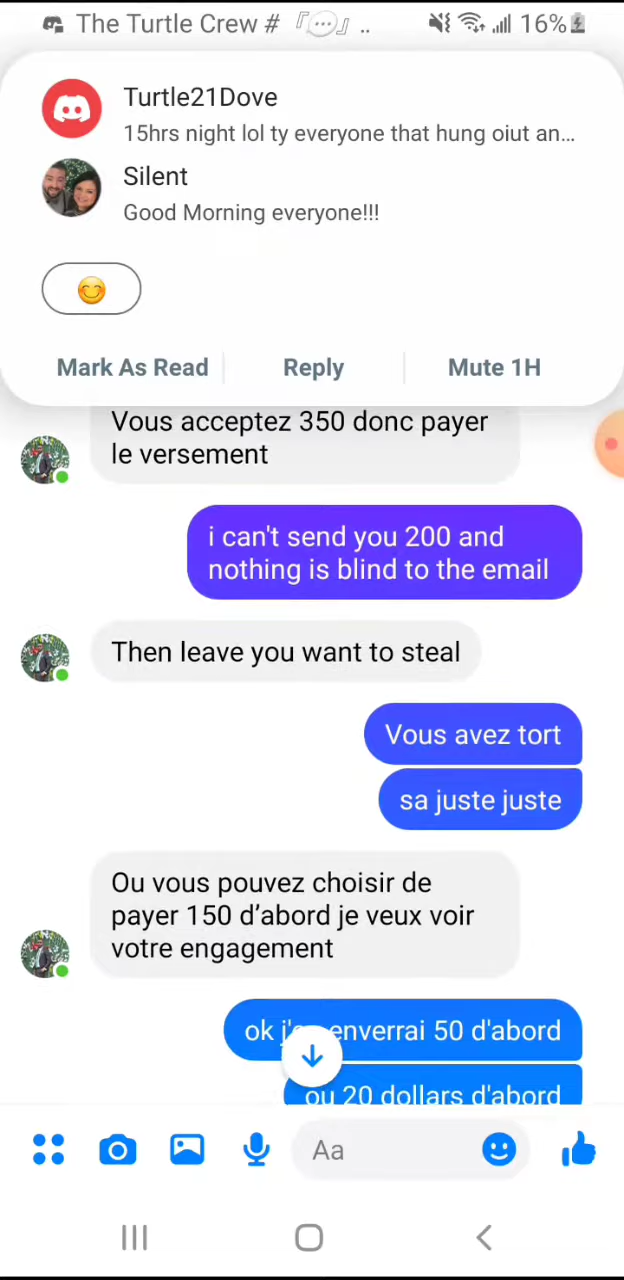 The Turtle Crew # 『💬』 .. 16%
Turtle21Dove
15hrs night lol ty everyone that hung oiut an...
Silent
Good Morning everyone!!!
Mark As Read Reply Mute 1H
Vous acceptez 350 donc payer
le versement
i can't send you 200 and
nothing is blind to the email
Then leave you want to steal
Vous avez tort
sa juste juste
Ou vous pouvez choisir de
payer 150 d’abord je veux voir
votre engagement
ok enverrai 50 d'abord
ou 20 dollars d'abord
Aa